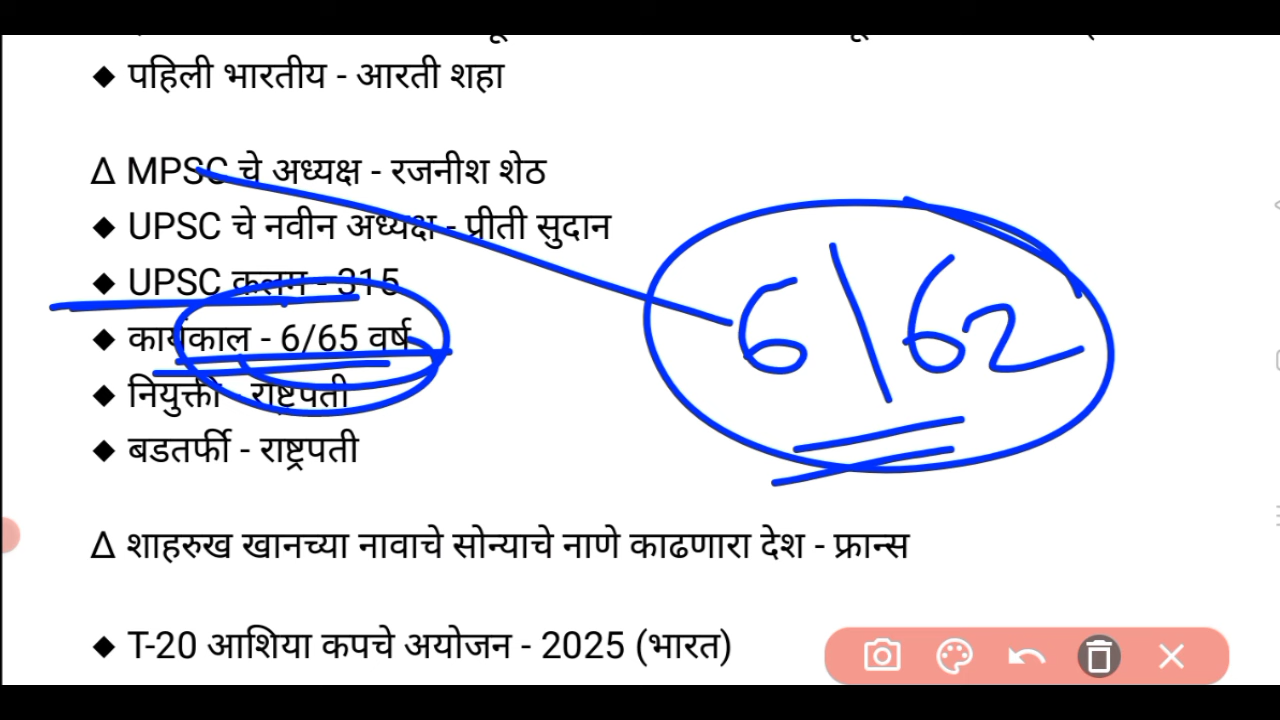 ◆ पहिली भारतीय - आरती शहा
Δ MPSC चे अध्यक्ष - रजनीश शेठ
◆ UPSC चे नवीन अध्यक्ष - प्रीती सुदान
◆ UPSC कलम - 315
◆ कार्यकाल - 6/65 वर्ष
6/62
◆ नियुक्ती - राष्ट्रपती
◆ बडतर्फी - राष्ट्रपती
Δ शाहरुख खानच्या नावाचे सोन्याचे नाणे काढणारा देश - फ्रान्स
◆ T-20 आशिया कपचे अयोजन - 2025 (भारत)